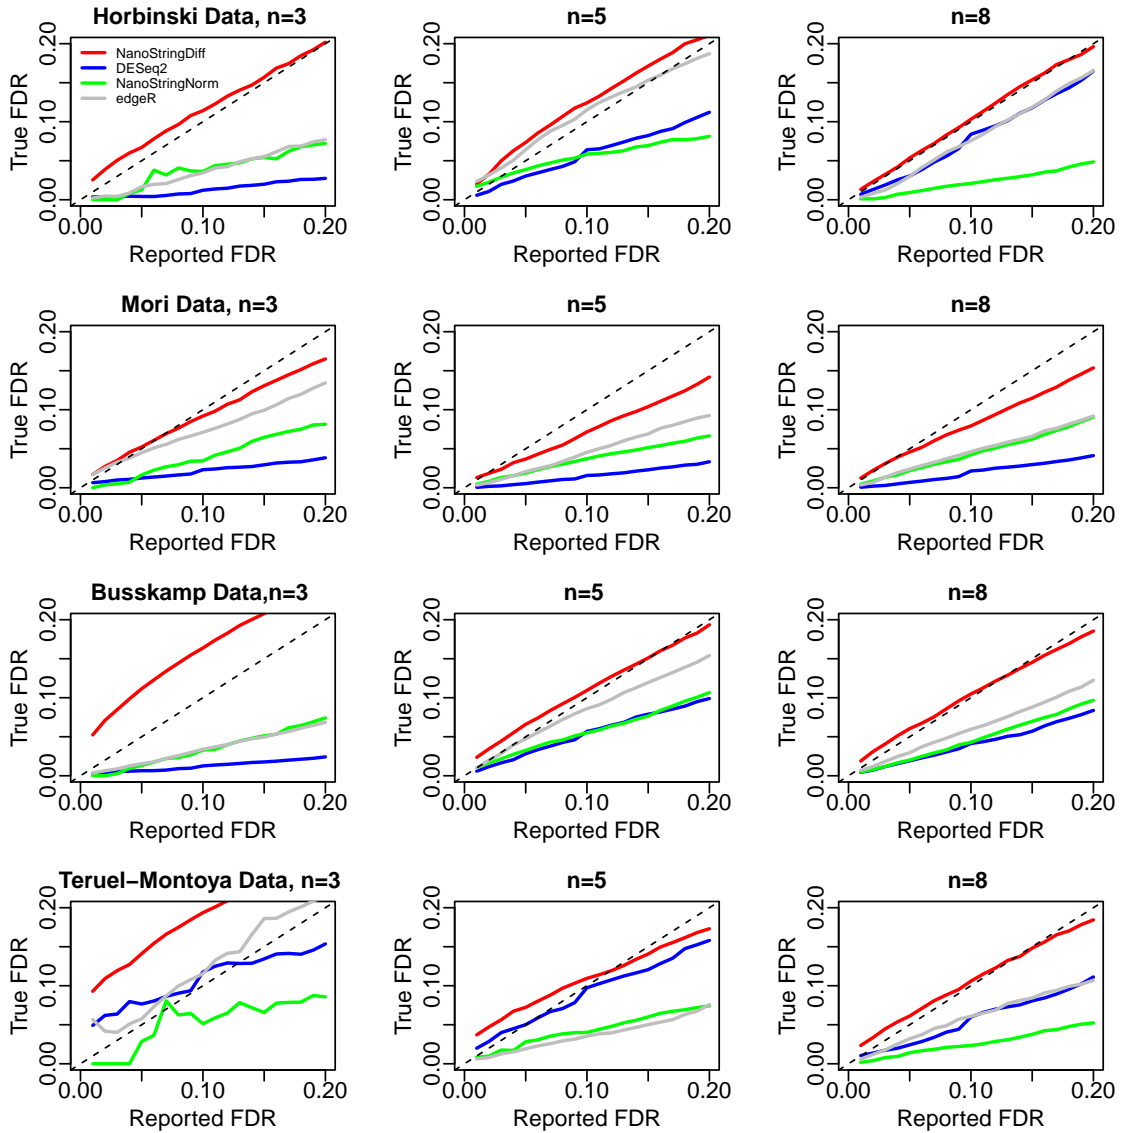 Horbinski Data, n=3
NanoStringDiff
DESeq2
NanoStringNorm
edgeR
True FDR
0.00 0.10 0.20
0.00 0.10 0.20
Reported FDR
n=5
True FDR
0.00 0.10 0.20
0.00 0.10 0.20
Reported FDR
n=8
True FDR
0.00 0.10 0.20
0.00 0.10 0.20
Reported FDR
Mori Data, n=3
True FDR
0.00 0.10 0.20
0.00 0.10 0.20
Reported FDR
n=5
True FDR
0.00 0.10 0.20
0.00 0.10 0.20
Reported FDR
n=8
True FDR
0.00 0.10 0.20
0.00 0.10 0.20
Reported FDR
Busskamp Data,n=3
True FDR
0.00 0.10 0.20
0.00 0.10 0.20
Reported FDR
n=5
True FDR
0.00 0.10 0.20
0.00 0.10 0.20
Reported FDR
n=8
True FDR
0.00 0.10 0.20
0.00 0.10 0.20
Reported FDR
Teruel−Montoya Data, n=3
True FDR
0.00 0.10 0.20
0.00 0.10 0.20
Reported FDR
n=5
True FDR
0.00 0.10 0.20
0.00 0.10 0.20
Reported FDR
n=8
True FDR
0.00 0.10 0.20
0.00 0.10 0.20
Reported FDR